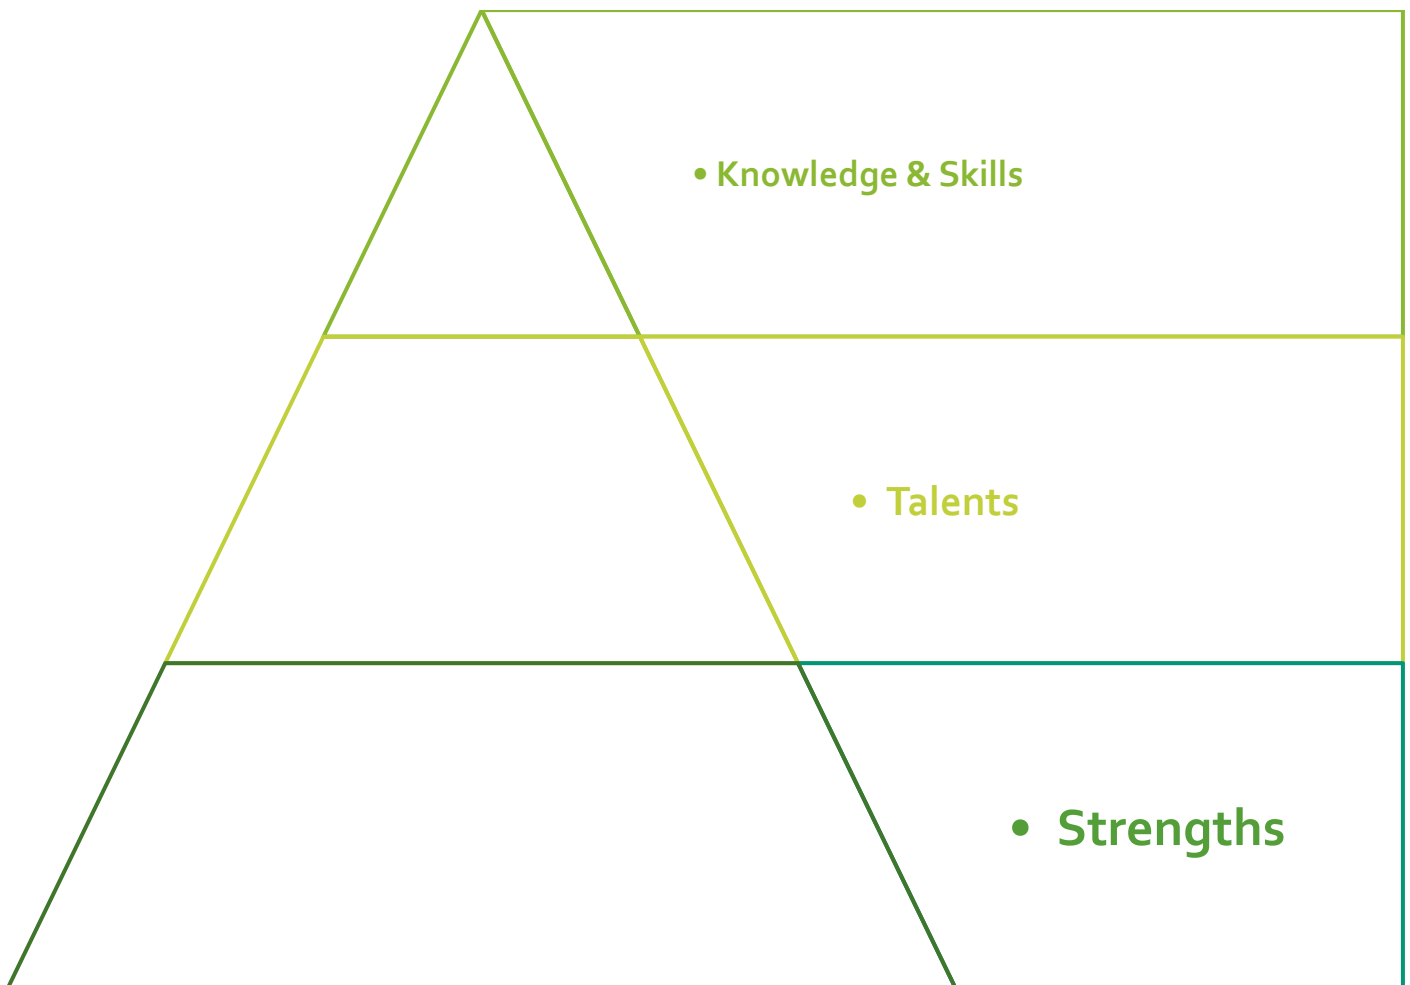 • Knowledge & Skills
• Talents
• Strengths